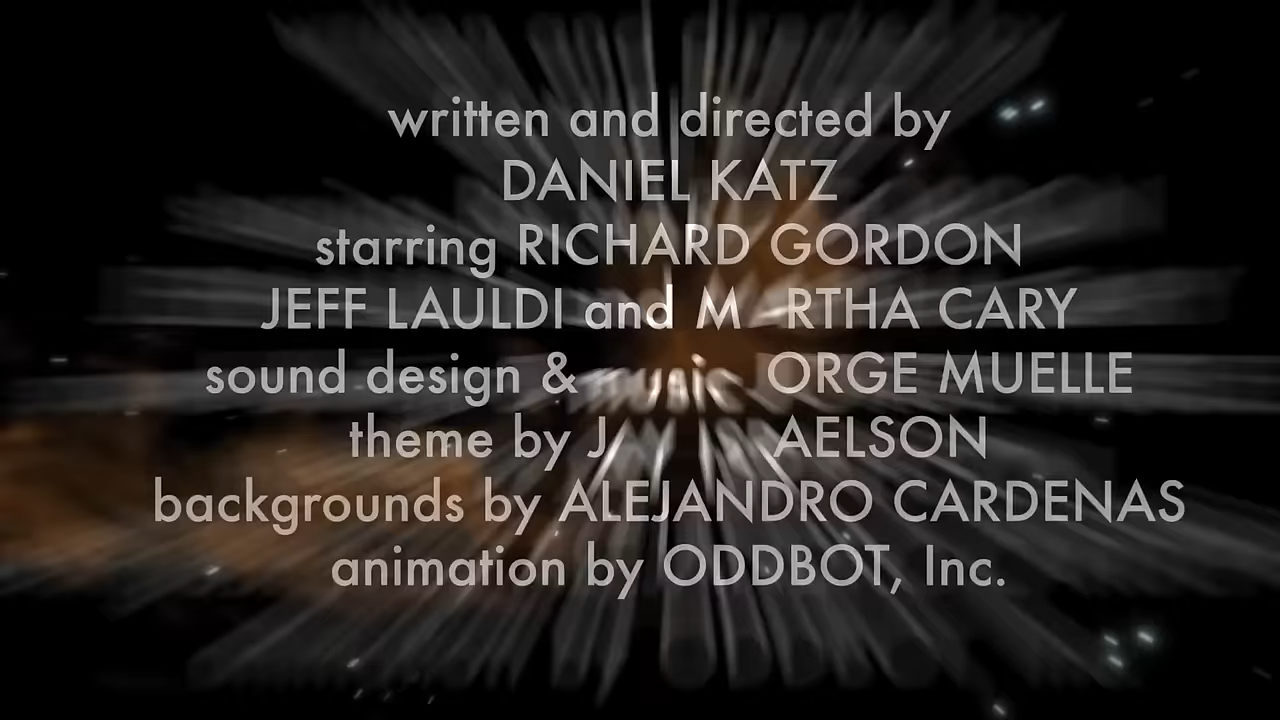 written and directed by
DANIEL KATZ
starring RICHARD GORDON
JEFF LAULDI and M RTHA CARY
sound design & music ORGE MUELLE
theme by J AELSON
backgrounds by ALEJANDRO CARDENAS
animation by ODDBOT, Inc.